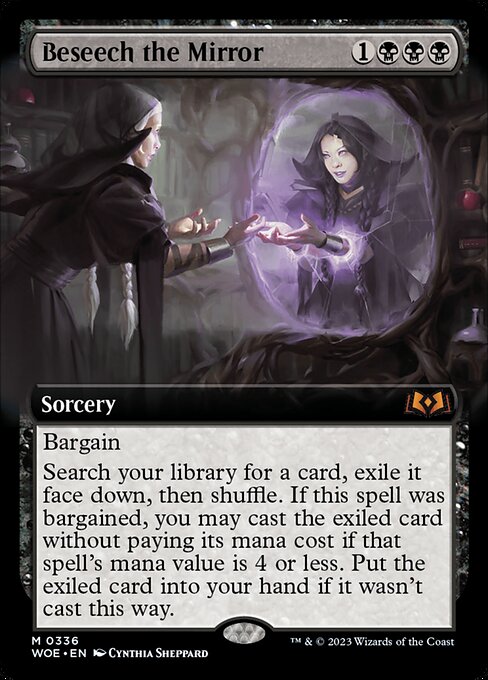 Beseech the Mirror 1
Sorcery
Bargain
Search your library for a card, exile it
face down, then shuffle. If this spell was
bargained, you may cast the exiled card
without paying its mana cost if that
spell's mana value is 4 or less. Put the
exiled card into your hand if it wasn't
cast this way.
M 0336
™ & © 2023 Wizards of the Coast
WOE • EN Cynthia Sheppard